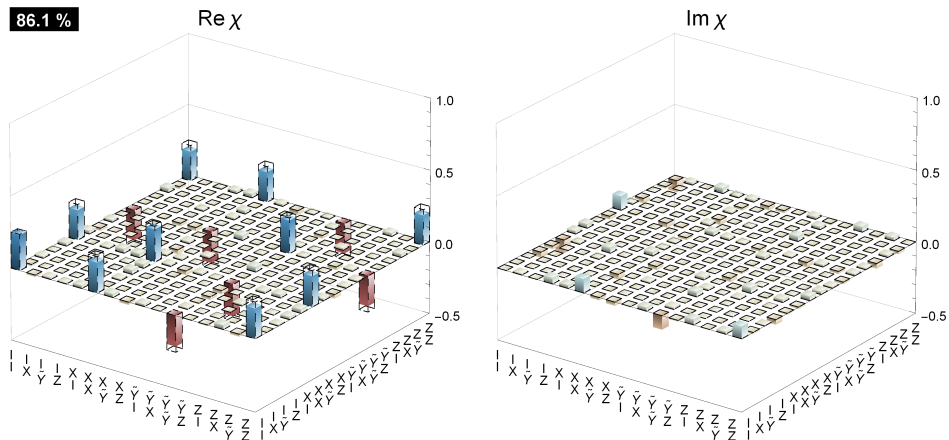 86.1 %
Re χ
Im χ
1.0
0.5
0.0
−0.5
I I I I X X X X Ỹ Ỹ Ỹ Ỹ Z Z Z Z
I X Ỹ Z I X Ỹ Z I X Ỹ Z I X Ỹ Z
I I I I X X X X Ỹ Ỹ Ỹ Ỹ Z Z Z Z
I X Ỹ Z I X Ỹ Z I X Ỹ Z I X Ỹ Z
1.0
0.5
0.0
−0.5
I I I I X X X X Ỹ Ỹ Ỹ Ỹ Z Z Z Z
I X Ỹ Z I X Ỹ Z I X Ỹ Z I X Ỹ Z
I I I I X X X X Ỹ Ỹ Ỹ Ỹ Z Z Z Z
I X Ỹ Z I X Ỹ Z I X Ỹ Z I X Ỹ Z